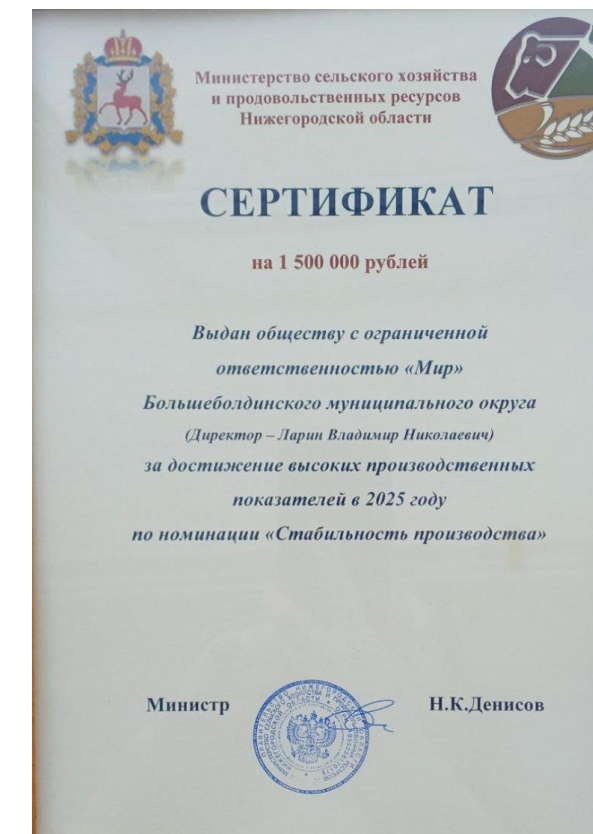 Министерство сельского хозяйства
и продовольственных ресурсов
Нижегородской области
СЕРТИФИКАТ
на 1 500 000 рублей
Выдан обществу с ограниченной
ответственностью «Мир»
Большеболдинского муниципального округа
(Директор – Ларин Владимир Николаевич)
за достижение высоких производственных
показателей в 2025 году
по номинации «Стабильность производства»
Министр
Н.К.Денисов